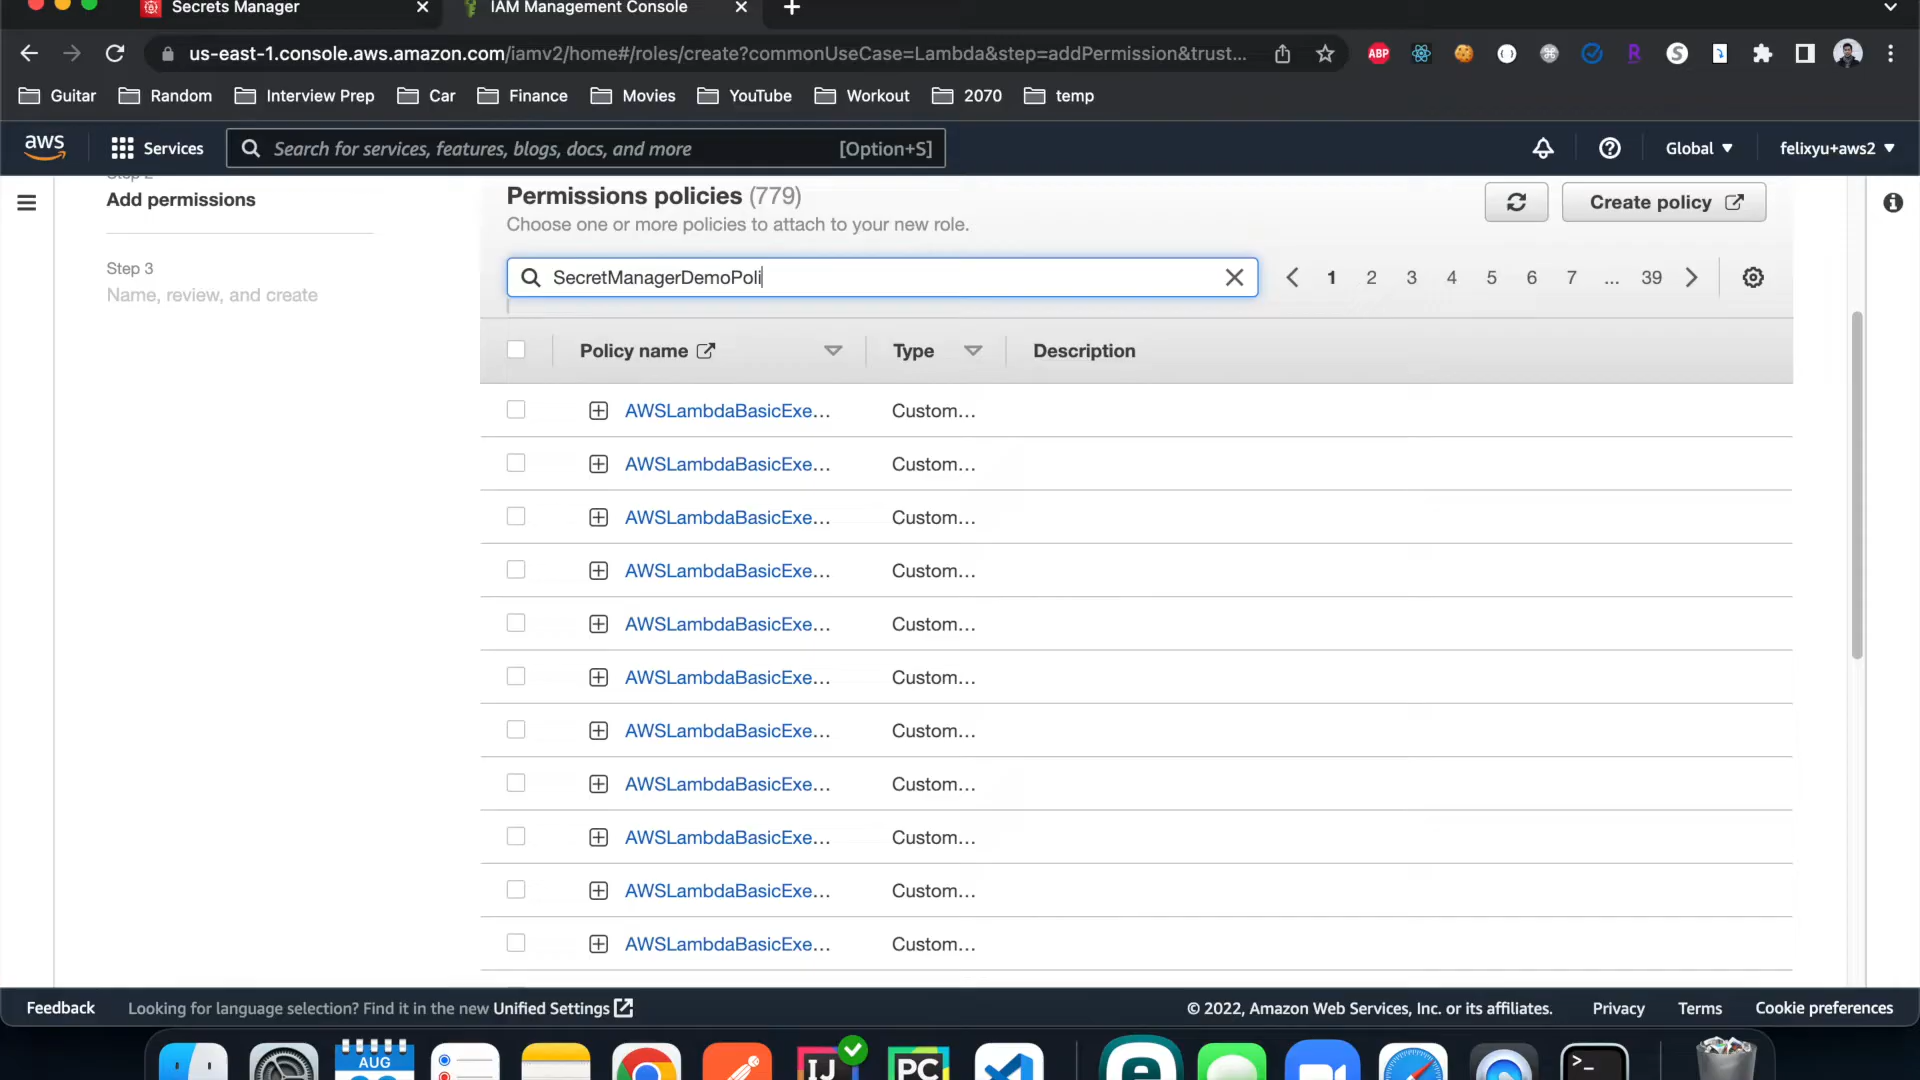 Secrets Manager
IAM Management Console
us-east-1.console.aws.amazon.com/iamv2/home#/roles/create?commonUseCase=Lambda&step=addPermission&trust...
ABP
S
Guitar
Random
Interview Prep
Car
Finance
Movies
YouTube
Workout
2070
temp
aws
Services
Search for services, features, blogs, docs, and more
[Option+S]
Global
felixyu+aws2
Step 2
Add permissions
Step 3
Name, review, and create
Permissions policies (779)
Choose one or more policies to attach to your new role.
Create policy
SecretManagerDemoPoli
1 2 3 4 5 6 7 ... 39
Policy name Type Description
AWSLambdaBasicExe... Custom...
AWSLambdaBasicExe... Custom...
AWSLambdaBasicExe... Custom...
AWSLambdaBasicExe... Custom...
AWSLambdaBasicExe... Custom...
AWSLambdaBasicExe... Custom...
AWSLambdaBasicExe... Custom...
AWSLambdaBasicExe... Custom...
AWSLambdaBasicExe... Custom...
AWSLambdaBasicExe... Custom...
AWSLambdaBasicExe... Custom...
Feedback
Looking for language selection? Find it in the new Unified Settings
© 2022, Amazon Web Services, Inc. or its affiliates.
Privacy
Terms
Cookie preferences
AUG
IJ
PC
>_